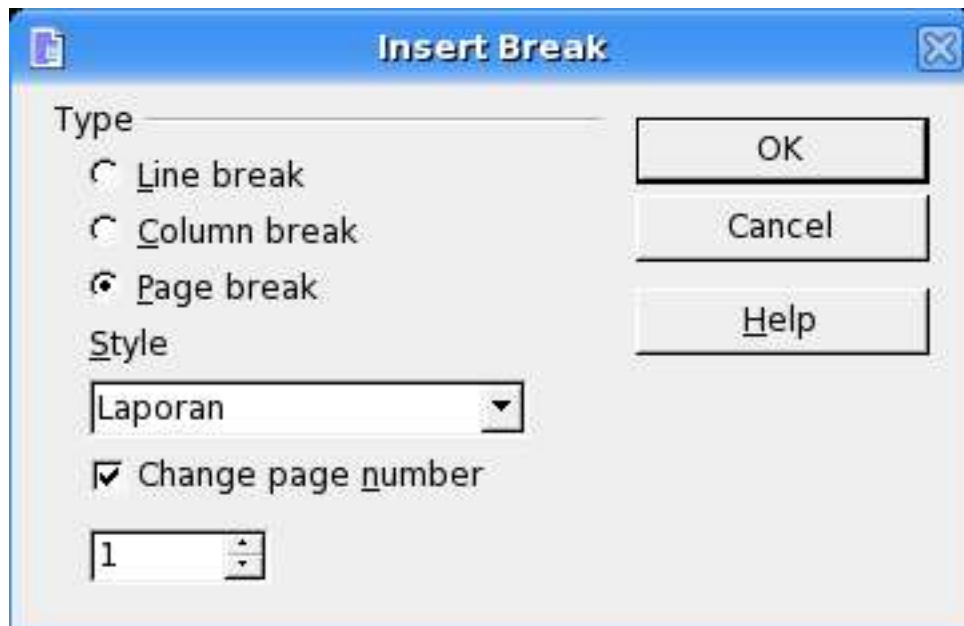 Insert Break
Type
Line break
Column break
Page break
Style
Laporan
Change page number
1
OK
Cancel
Help